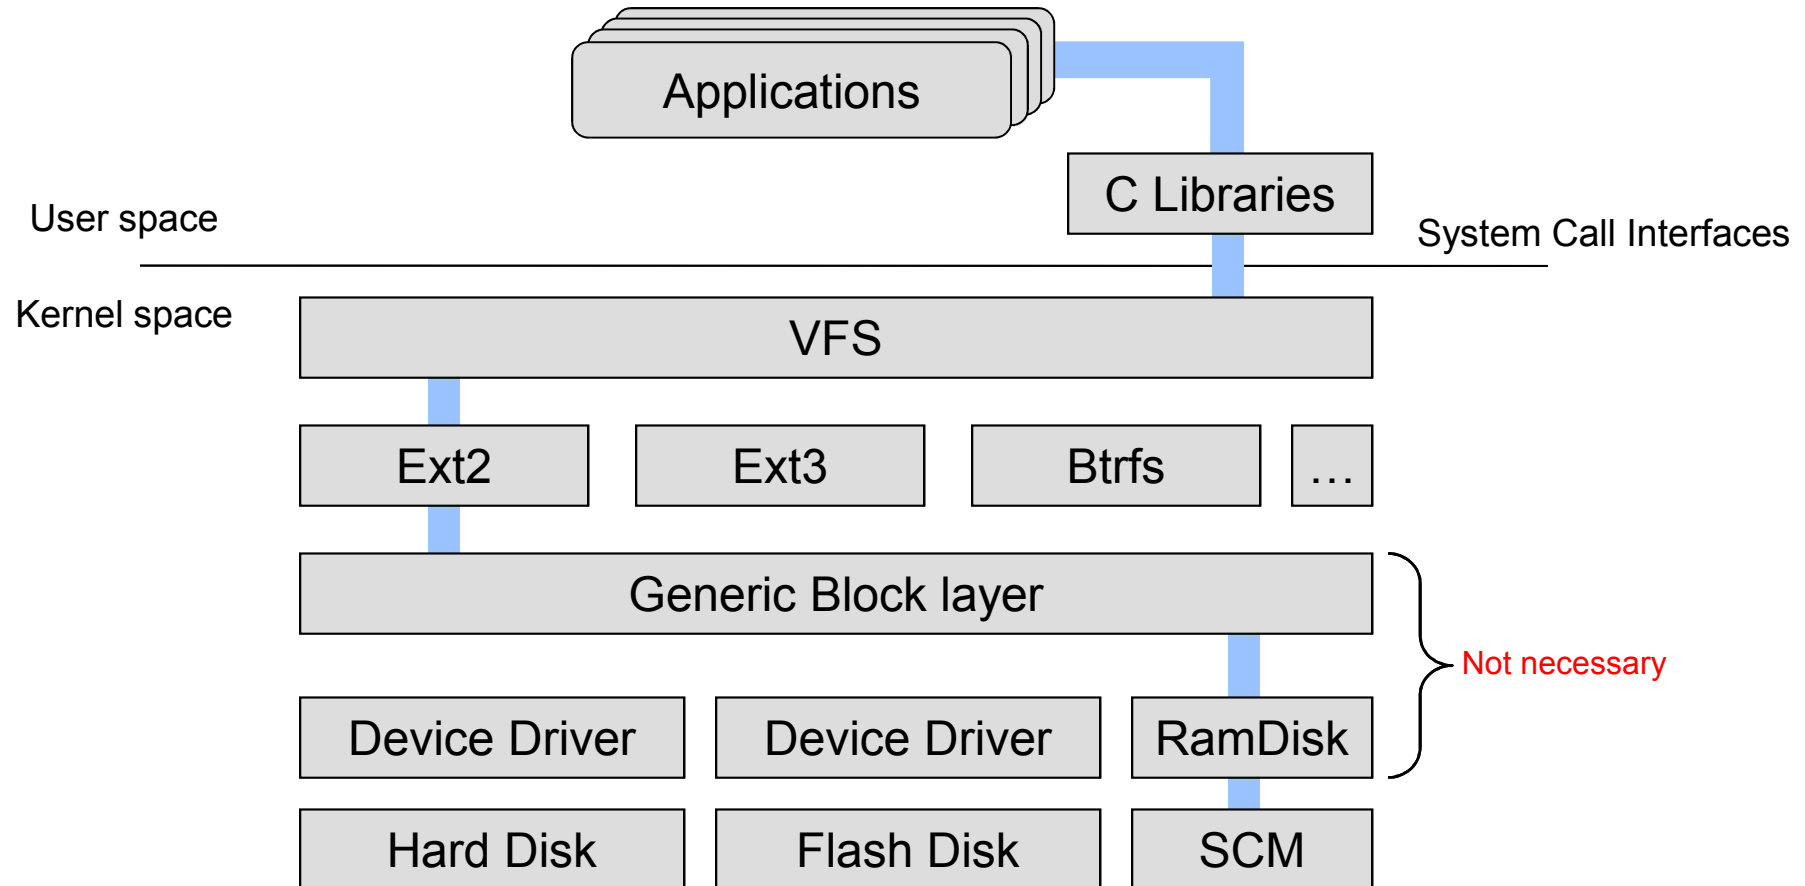 Applications
C Libraries
User space
System Call Interfaces
Kernel space
VFS
Ext2
Ext3
Btrfs
...
Generic Block layer
Not necessary
Device Driver
Device Driver
RamDisk
Hard Disk
Flash Disk
SCM